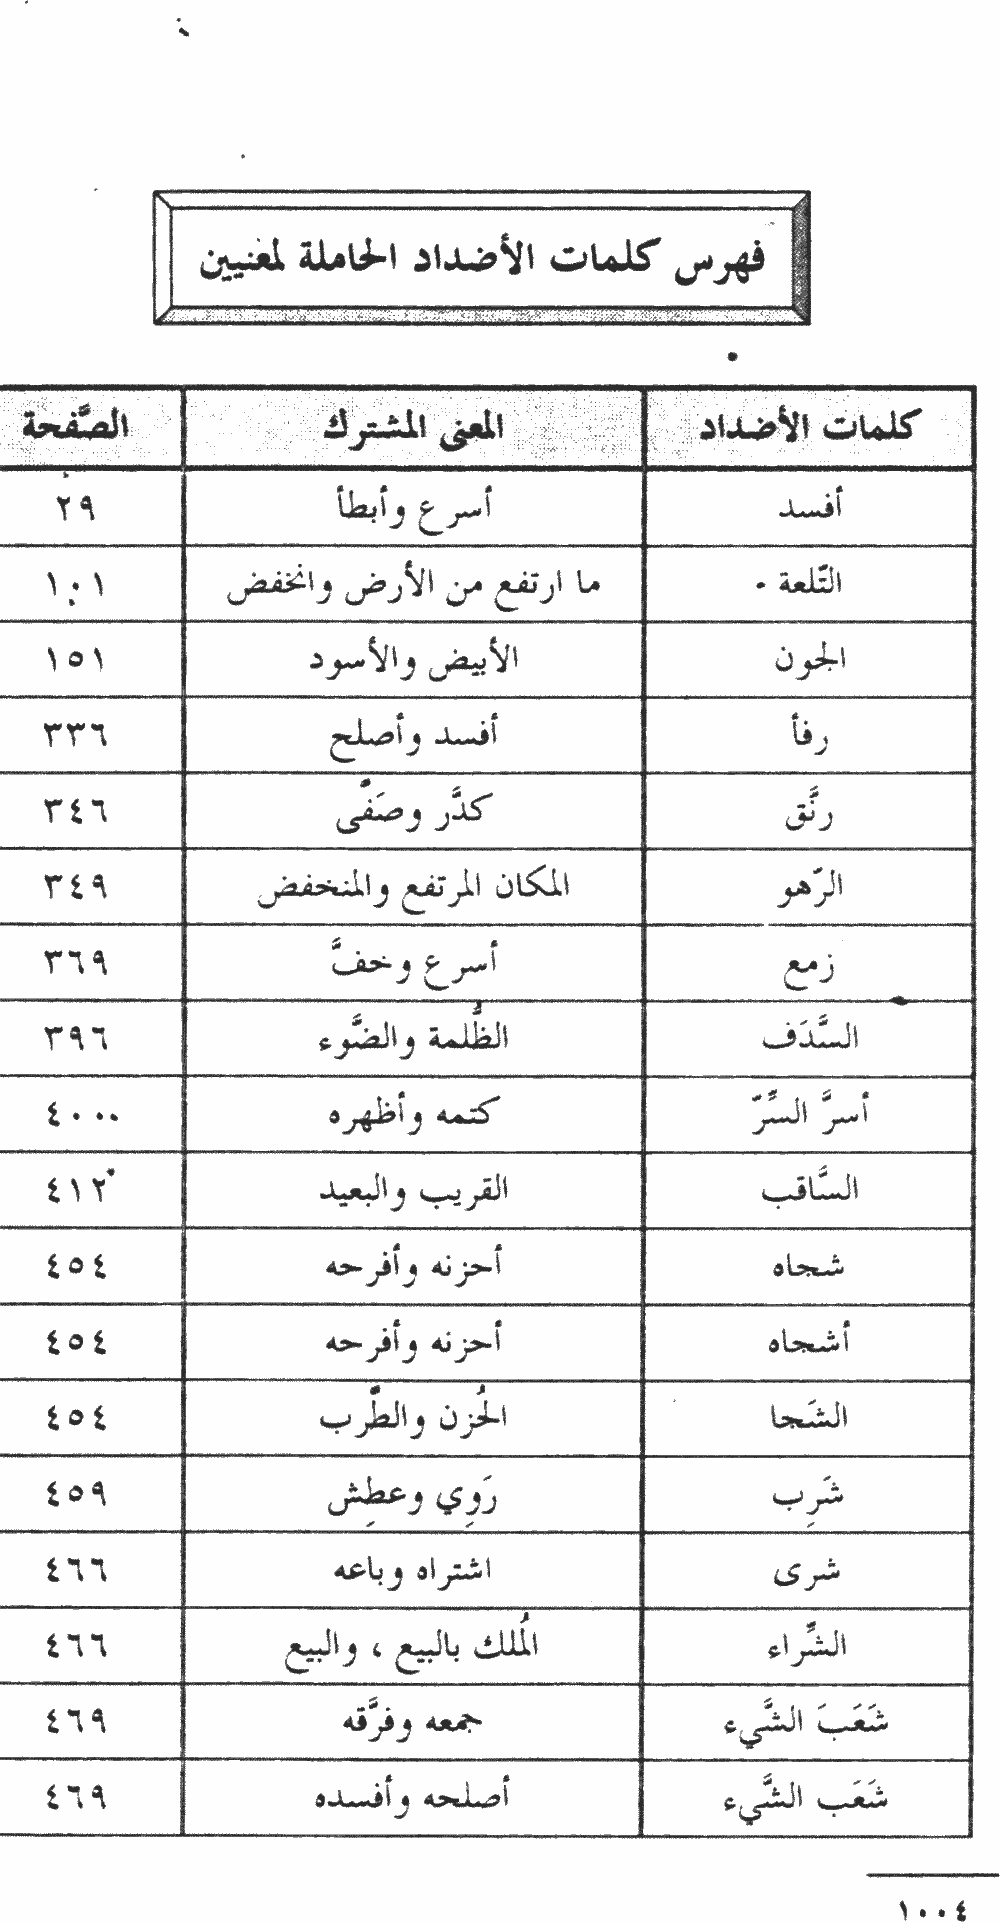 فهرس كلمات الأضداد الحاملة لمعنيين
كلمات الأضداد المعنى المشترك الصَّفحة
أفسد أسرع وأبطأ ٢٩
التّلعة ما ارتفع من الأرض وانخفض ١٠١
الجون الأبيض والأسود ١٥١
رفأ أفسد وأصلح ٣٣٦
رنَّق كدَّر وصَفَّى ٣٤٦
الرّهو المكان المرتفع والمنخفض ٣٤٩
زمع أسرع وخفَّ ٣٦٩
السَّدَف الظُّلمة والضَّوء ٣٩٦
أسرَّ السِّرّ كتمه وأظهره ٤٠٠
السَّاقب القريب والبعيد ٤١٢
شجاه أحزنه وأفرحه ٤٥٤
أشجاه أحزنه وأفرحه ٤٥٤
الشَجا الحُزن والطَّرب ٤٥٤
شَرِب رَوِي وعطِش ٤٥٩
شرى اشتراه وباعه ٤٦٦
الشِّراء المُلك بالبيع ، والبيع ٤٦٦
شَعَبَ الشَّيء جمعه وفرَّقه ٤٦٩
شَعَب الشَّيء أصلحه وأفسده ٤٦٩
١٠٠٤